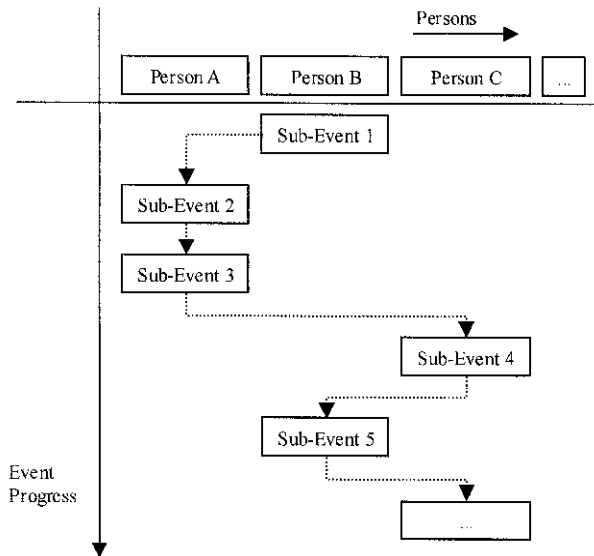 Persons
Person A
Person B
Person C
...
Sub-Event 1
Sub-Event 2
Sub-Event 3
Sub-Event 4
Sub-Event 5
Event
Progress
...